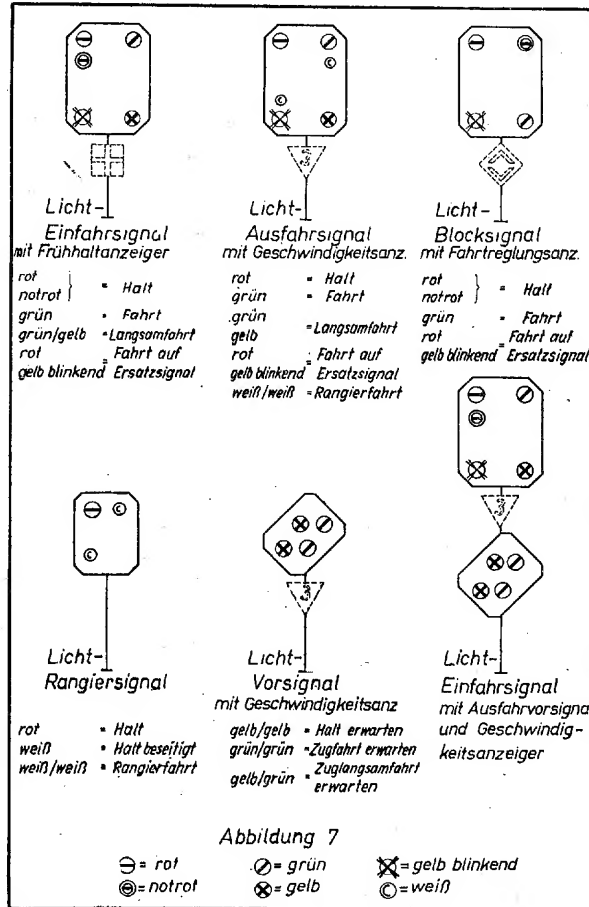 Licht-
Einfahrsignal
mit Frühhaltanzeiger
rot
notrot } = Halt
grün = Fahrt
grün/gelb = Langsamfahrt
rot = Fahrt auf
gelb blinkend Ersatzsignal
Licht-
Ausfahrsignal
mit Geschwindigkeitsanz.
rot = Halt
grün = Fahrt
grün
gelb = Langsamfahrt
rot = Fahrt auf
gelb blinkend Ersatzsignal
weiß/weiß = Rangierfahrt
Licht-
Blocksignal
mit Fahrtreglungsanz.
rot
notrot } = Halt
grün = Fahrt
rot = Fahrt auf
gelb blinkend Ersatzsignal
Licht-
Rangiersignal
rot = Halt
weiß = Halt beseitigt
weiß/weiß = Rangierfahrt
3
Licht-
Vorsignal
mit Geschwindigkeitsanz
gelb/gelb = Halt erwarten
grün/grün = Zugfahrt erwarten
gelb/grün = Zuglangsamfahrt
erwarten
3
Licht-
Einfahrsignal
mit Ausfahrvorsigna
und Geschwindig-
keitsanzeiger
Abbildung 7
= rot
= grün
= gelb blinkend
= notrot
= gelb
= weiß